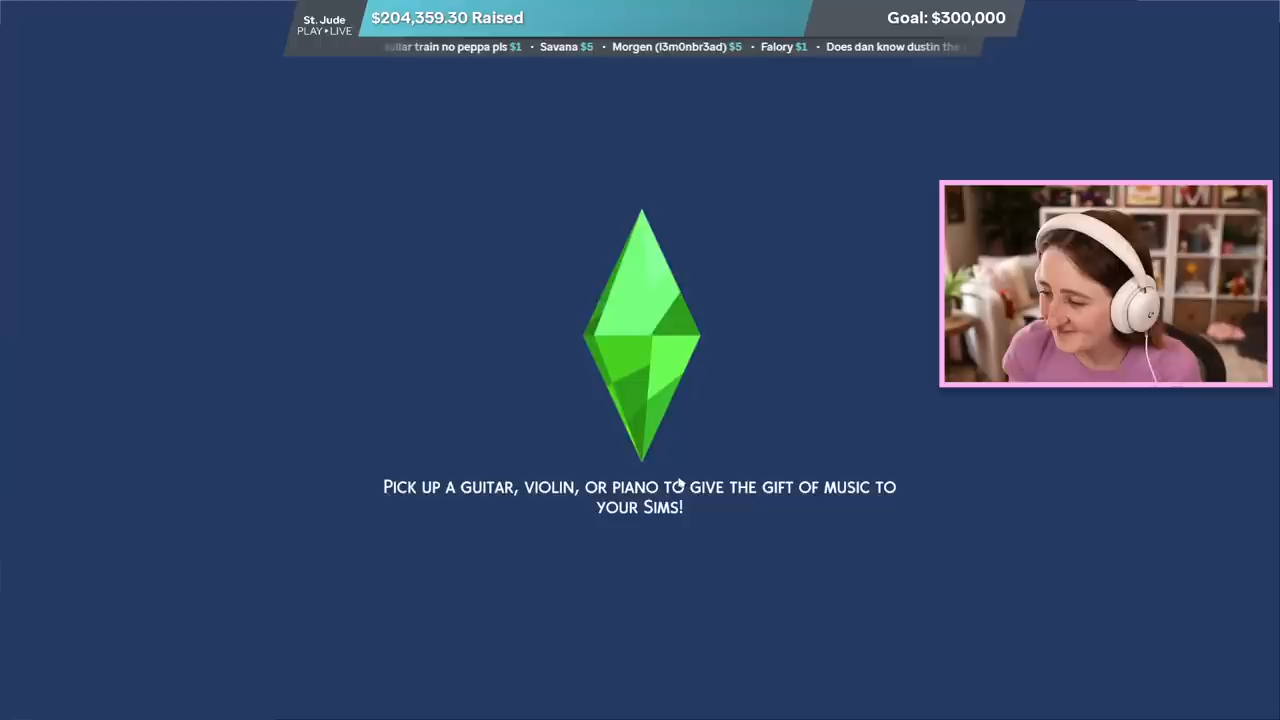 St. Jude
PLAY LIVE
$204,359.30 Raised
Goal: $300,000
train no peppa pls $1 · Savana $5 · Morgen (l3m0nbr3ad) $5 · Falory $1 · Does dan know dustin the
PICK UP A GUITAR, VIOLIN, OR PIANO TO GIVE THE GIFT OF MUSIC TO
YOUR SIMS!